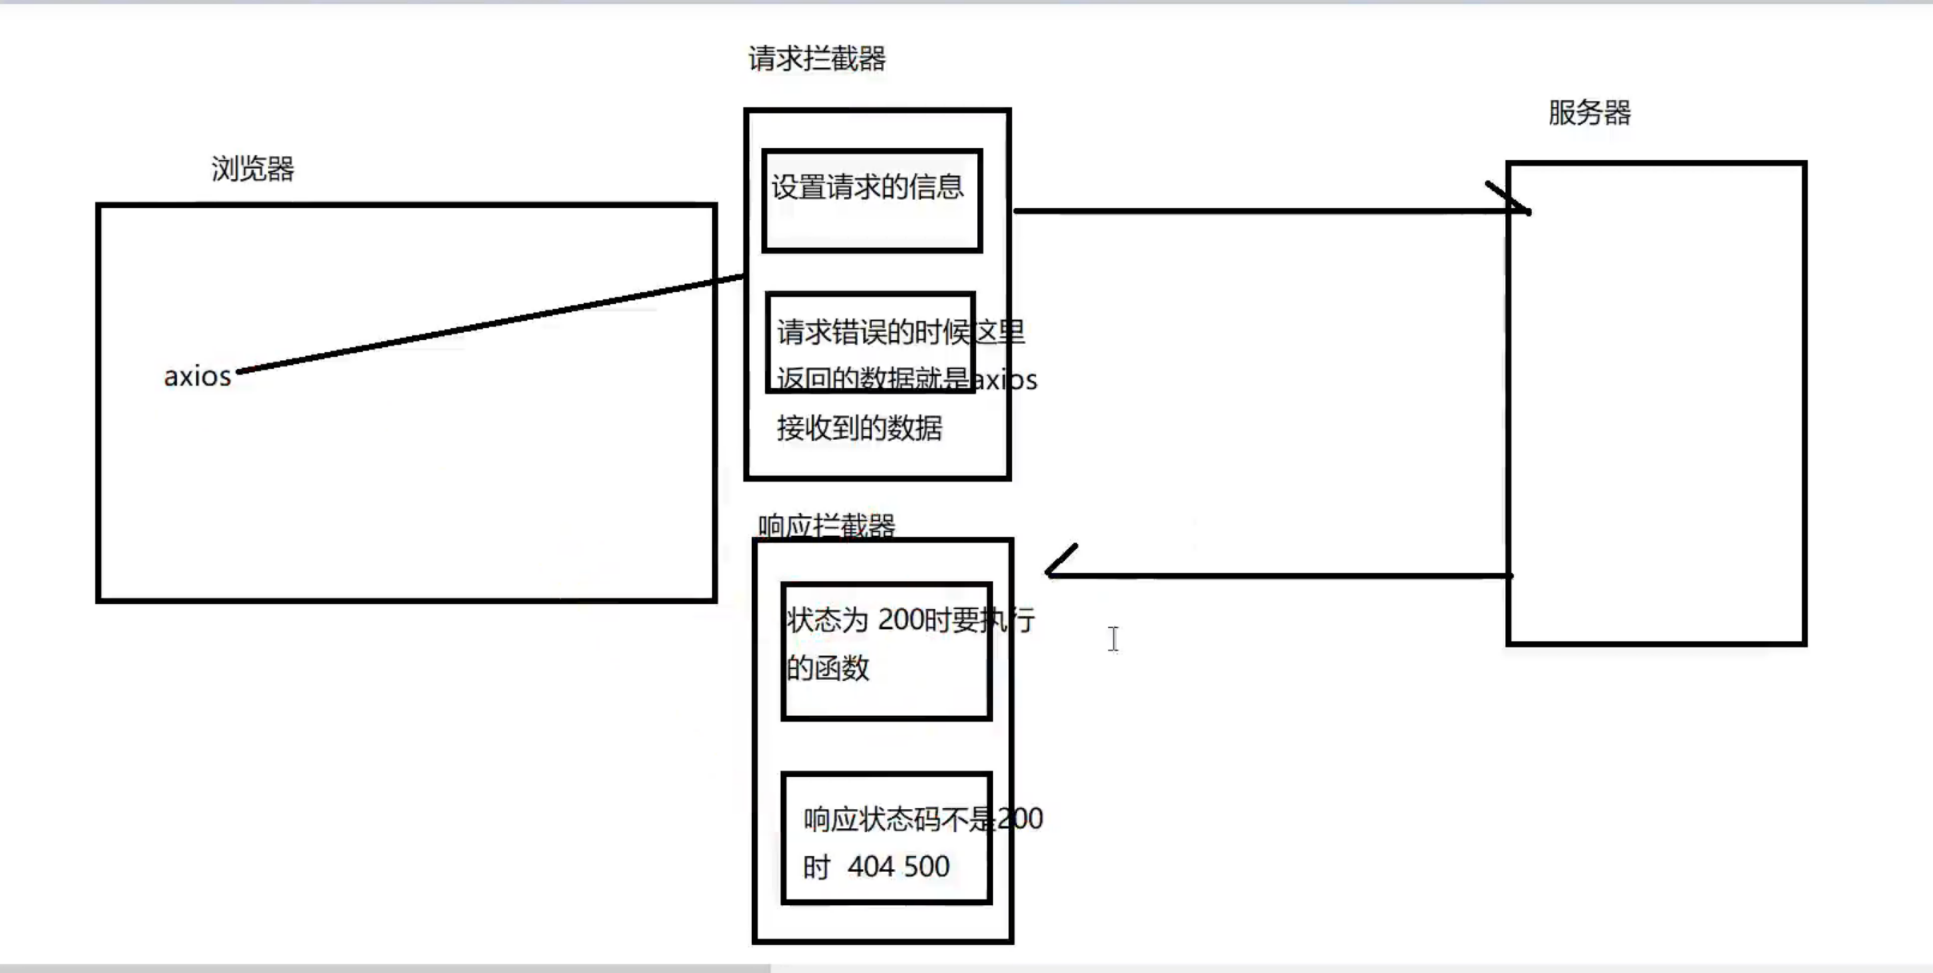 请求拦截器
服务器
浏览器
设置请求的信息
请求错误的时候这里
返回的数据就是axios
接收到的数据
axios
响应拦截器
状态为 200时要执行
的函数
响应状态码不是200
时 404 500